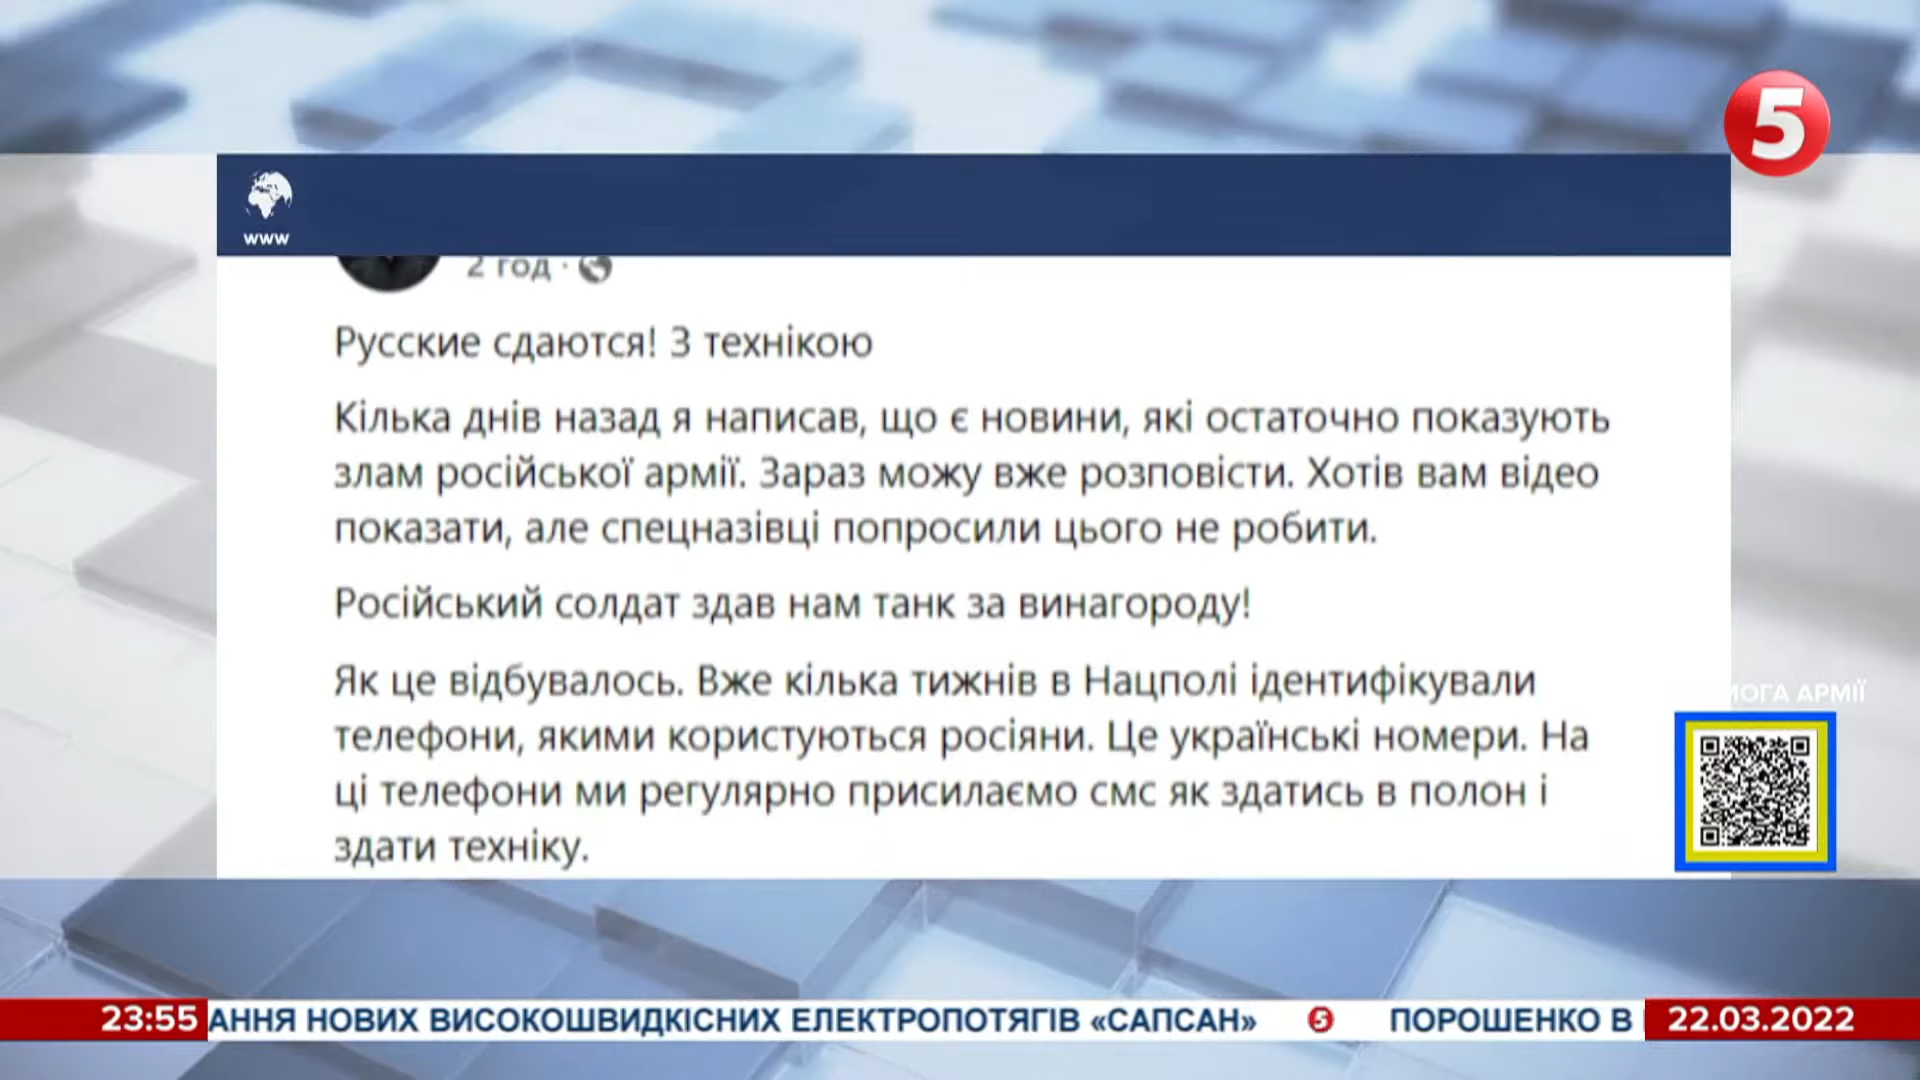 5
www
2 год ·
Русские сдаются! З технікою
Кілька днів назад я написав, що є новини, які остаточно показують
злам російської армії. Зараз можу вже розповісти. Хотів вам відео
показати, але спецназівці попросили цього не робити.
Російський солдат здав нам танк за винагороду!
Як це відбувалось. Вже кілька тижнів в Нацполі ідентифікували
телефони, якими користуються росіяни. Це українські номери. На
ці телефони ми регулярно присилаємо смс як здатись в полон і
здати техніку.
АРМІЇ
23:55 АННЯ НОВИХ ВИСОКОШВИДКІСНИХ ЕЛЕКТРОПОТЯГІВ «САПСАН» 5 ПОРОШЕНКО В 22.03.2022